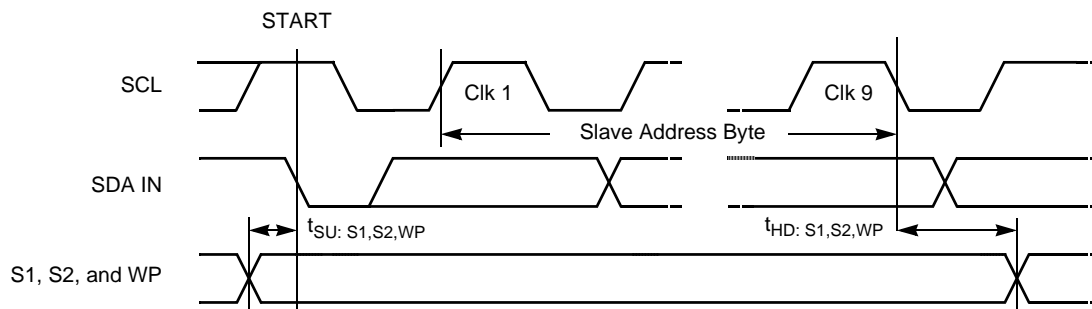 START
SCL
Clk 1
Clk 9
Slave Address Byte
SDA IN
tSU: S1,S2,WP
tHD: S1,S2,WP
S1, S2, and WP